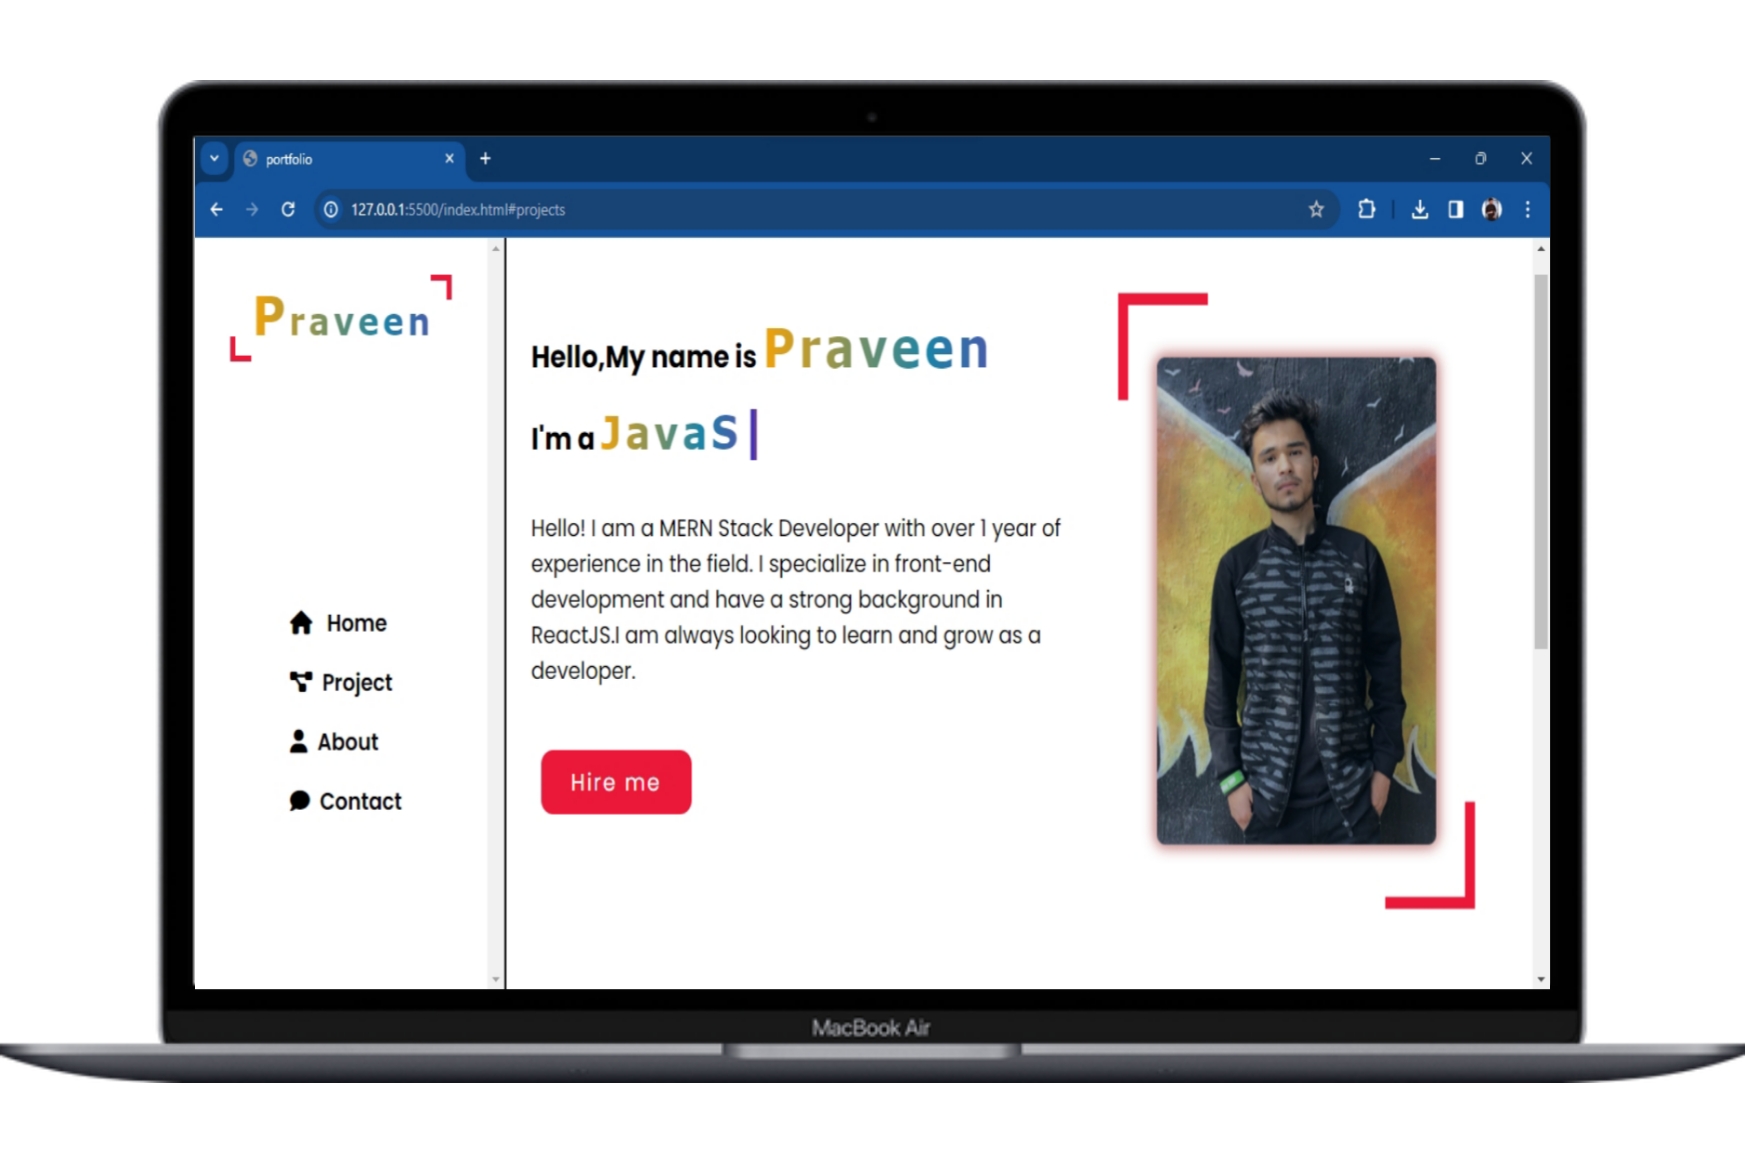 portfolio
127.0.0.1:5500/index.html#projects
Praveen
Home
Project
About
Contact
Hello,My name is Praveen
I'm a JavaS
Hello! I am a MERN Stack Developer with over 1 year of
experience in the field. I specialize in front-end
development and have a strong background in
ReactJS.I am always looking to learn and grow as a
developer.
Hire me
MacBook Air